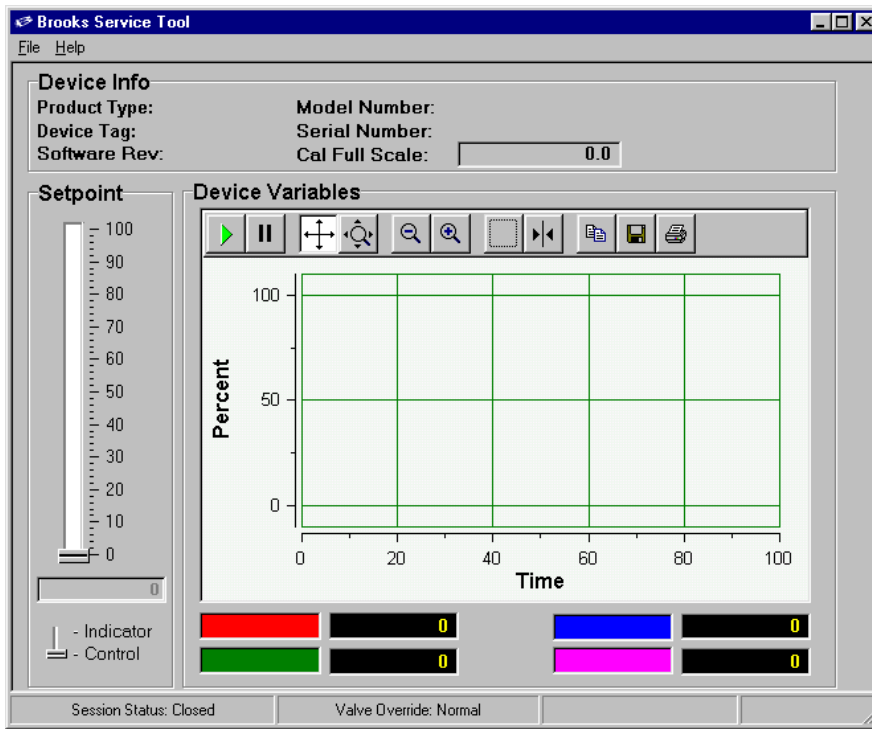 Brooks Service Tool
File Help
Device Info
Product Type:
Model Number:
Device Tag:
Serial Number:
Software Rev:
Cal Full Scale: 0.0
Setpoint
100
90
80
70
60
50
40
30
20
10
0
0
- Indicator
- Control
Device Variables
Percent
100
50
0
0 20 40 60 80 100
Time
0 0
0 0
Session Status: Closed
Valve Override: Normal